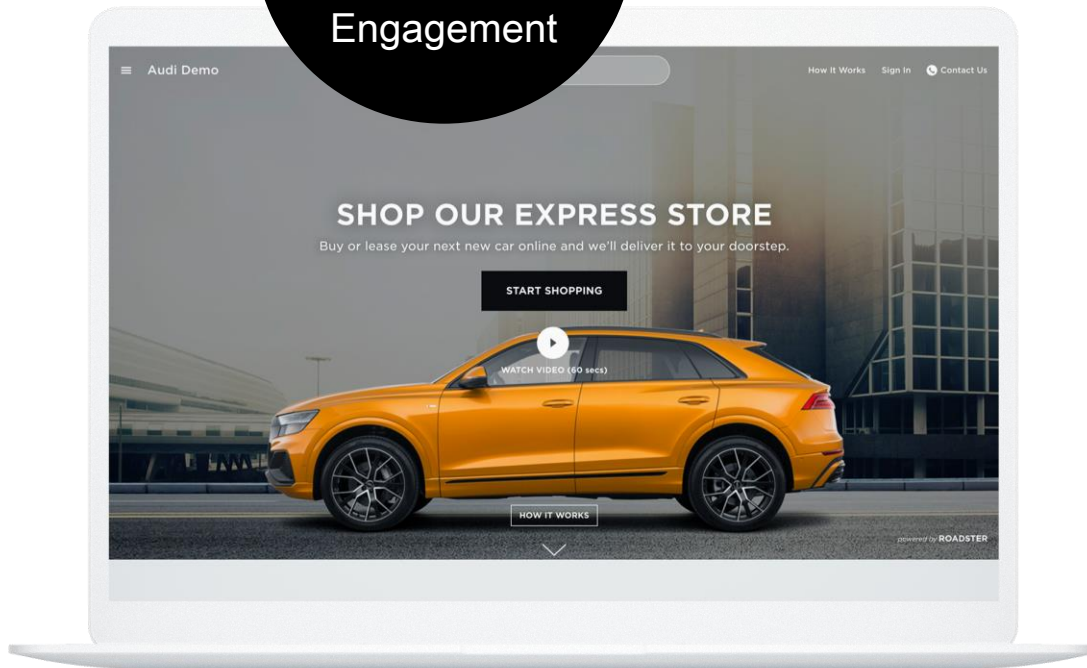 Engagement
Audi Demo
How It Works
Sign In
Contact Us
SHOP OUR EXPRESS STORE
Buy or lease your next new car online and we'll deliver it to your doorstep.
START SHOPPING
WATCH VIDEO (60 secs)
HOW IT WORKS
powered by ROADSTER